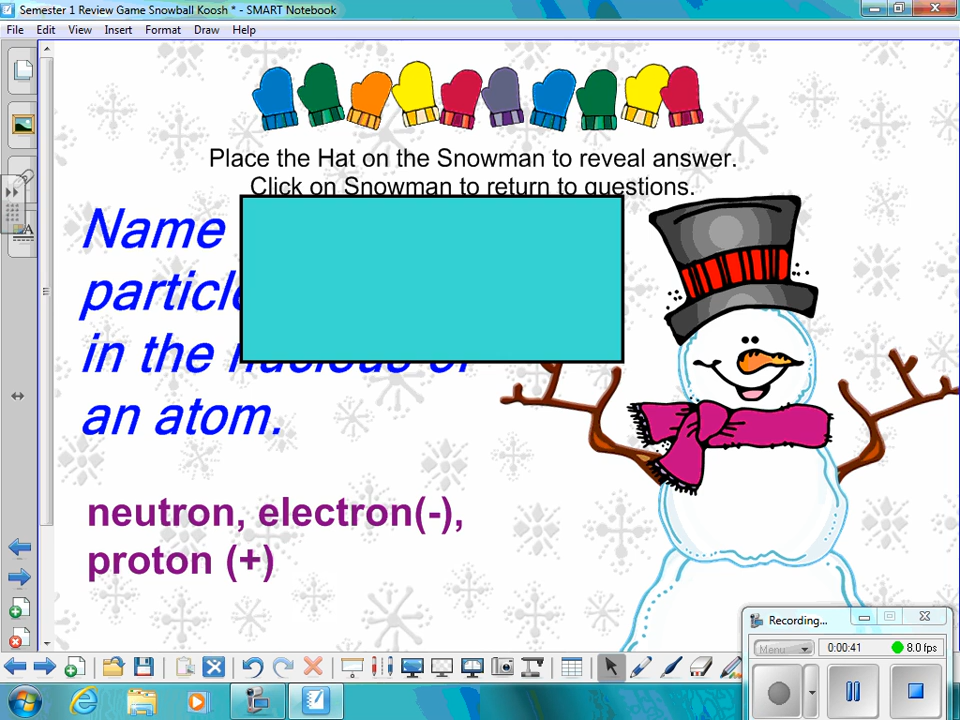 Semester 1 Review Game Snowball Koosh * - SMART Notebook
File Edit View Insert Format Draw Help
Place the Hat on the Snowman to reveal answer.
Click on Snowman to return to questions.
Name
particle
in the nucleus of
an atom.
neutron, electron(-),
proton (+)
Recording...
Menu
0:00:41
8.0 fps